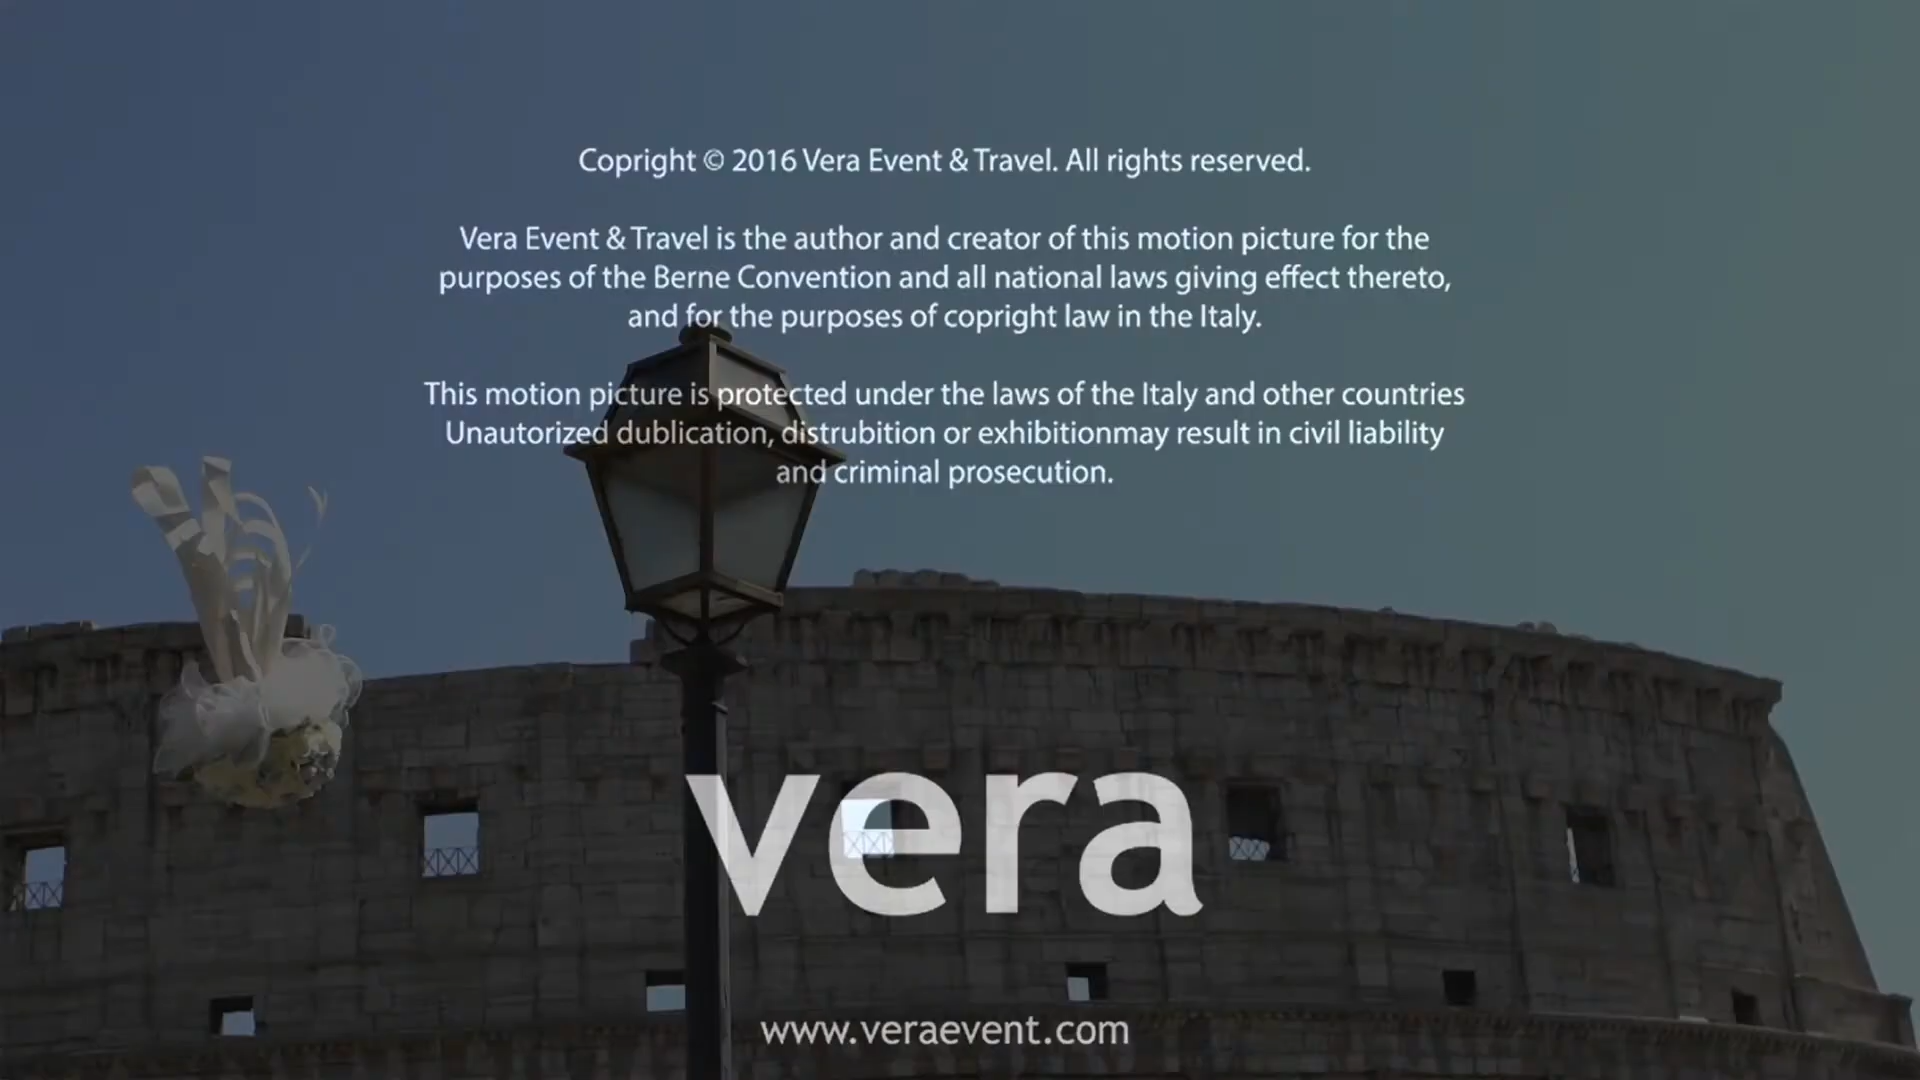 Copright © 2016 Vera Event & Travel. All rights reserved.
Vera Event & Travel is the author and creator of this motion picture for the
purposes of the Berne Convention and all national laws giving effect thereto,
and for the purposes of copright law in the Italy.
This motion picture is protected under the laws of the Italy and other countries
Unautorized dublication, distrubition or exhibitionmay result in civil liability
and criminal prosecution.
vera
www.veraevent.com